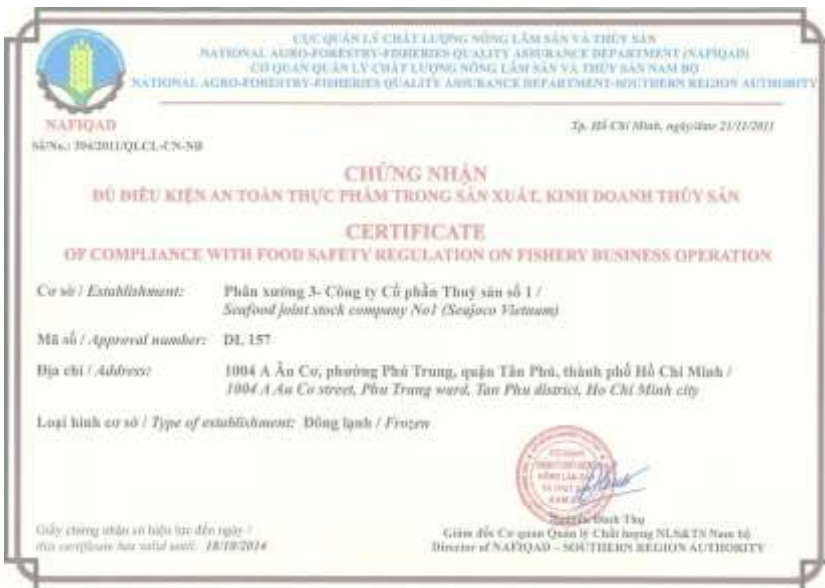 CỤC QUẢN LÝ CHẤT LƯỢNG NÔNG LÂM SẢN VÀ THỦY SẢN
NATIONAL AGRO-FORESTRY-FISHERIES QUALITY ASSURANCE DEPARTMENT (NAFIQAD)
CƠ QUAN QUẢN LÝ CHẤT LƯỢNG NÔNG LÂM SẢN VÀ THỦY SẢN NAM BỘ
NATIONAL AGRO-FORESTRY-FISHERIES QUALITY ASSURANCE DEPARTMENT-SOUTHERN REGION AUTHORITY
NAFIQAD
Tp. Hồ Chí Minh, ngày/date 21/11/2011
Số/No.: 394/2011/QLCL-CN-NB
CHỨNG NHẬN
ĐỦ ĐIỀU KIỆN AN TOÀN THỰC PHẨM TRONG SẢN XUẤT, KINH DOANH THỦY SẢN
CERTIFICATE
OF COMPLIANCE WITH FOOD SAFETY REGULATION ON FISHERY BUSINESS OPERATION
Cơ sở / Establishment: Phân xưởng 3- Công ty Cổ phần Thuỷ sản số 1 /
Seafood joint stock company No1 (Seajoco Vietnam)
Mã số / Approval number: DL 157
Địa chỉ / Address: 1004 A Âu Cơ, phường Phú Trung, quận Tân Phú, thành phố Hồ Chí Minh /
1004 A Au Co street, Phu Trung ward, Tan Phu district, Ho Chi Minh city
Loại hình cơ sở / Type of establishment: Đông lạnh / Frozen
Đình Thụ
Giấy chứng nhận có hiệu lực đến ngày /
this certificate has valid until: 18/10/2014
Giám đốc Cơ quan Quản lý Chất lượng NLS&TS Nam bộ
Director of NAFIQAD – SOUTHERN REGION AUTHORITY